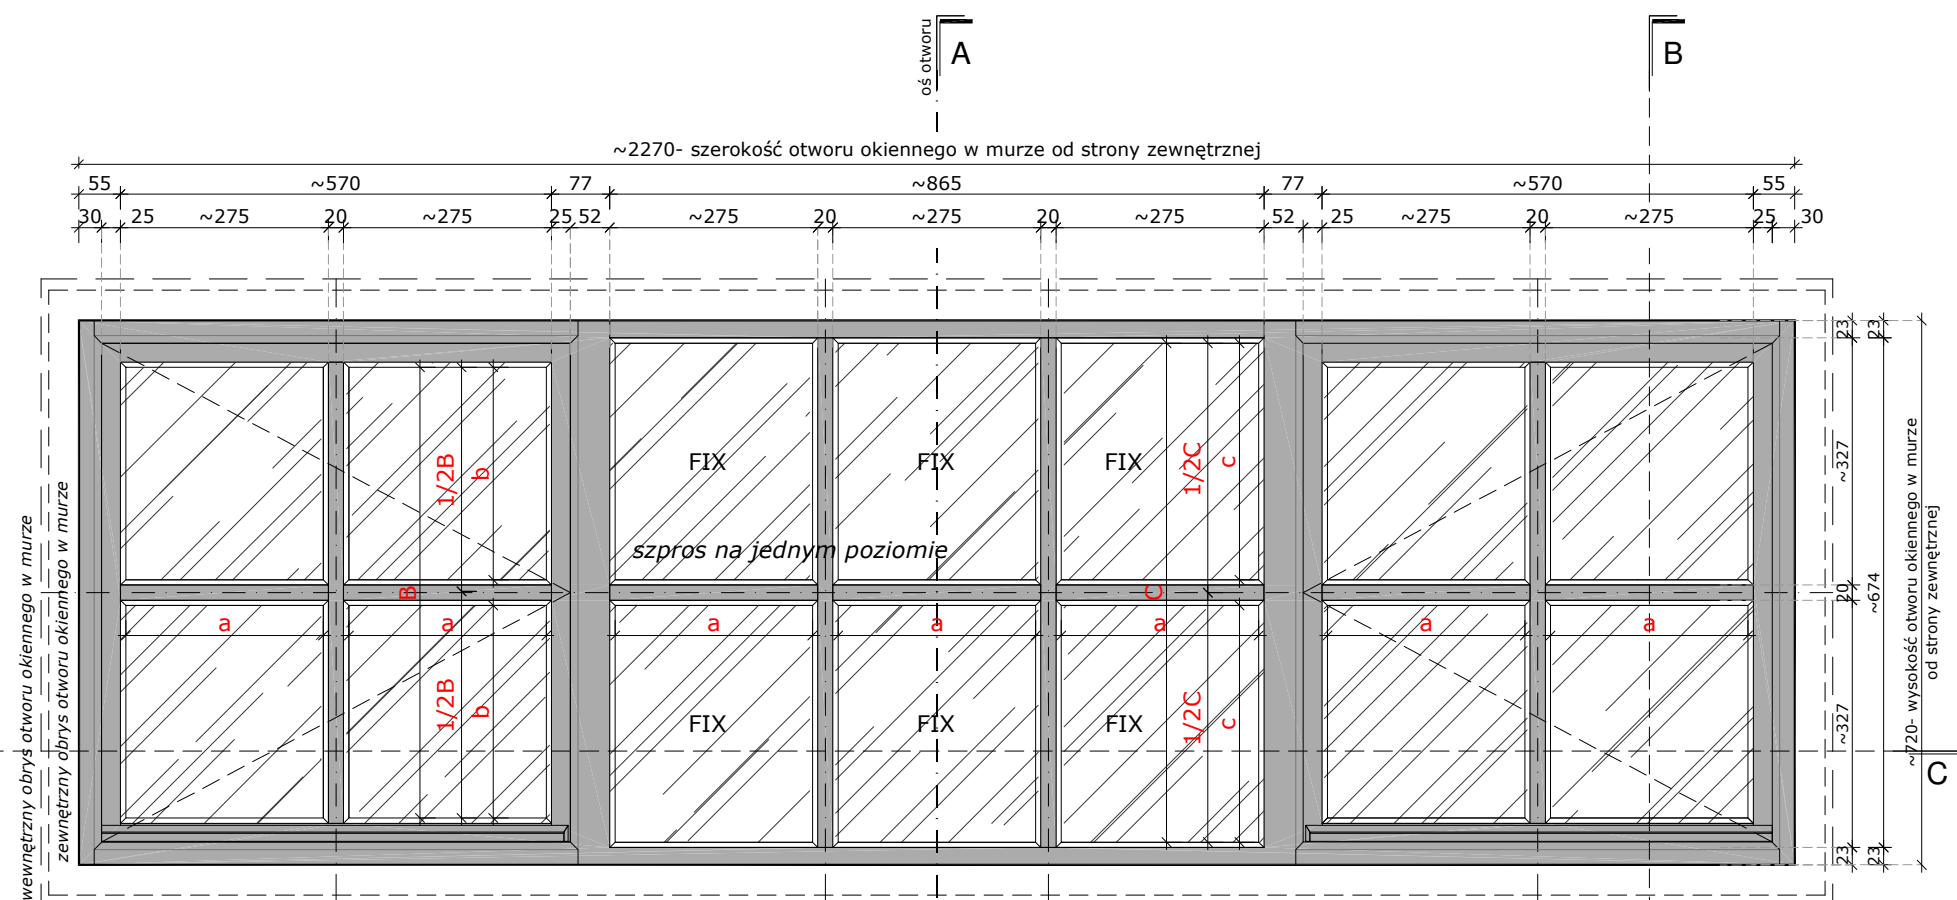 oś otworu
A
B
~2270- szerokość otworu okiennego w murze od strony zewnętrznej
55 ~570 77 ~865 77 ~570 55
30 25 ~275 20 ~275 25 52 ~275 20 ~275 20 ~275 52 25 ~275 20 ~275 25 30
23 23
FIX FIX FIX
1/2B b 1/2C c
~327
szpros na jednym poziomie
B C
20
~674
a a a a a a a
FIX FIX FIX
1/2B b 1/2C c
~327
23 23
wewnętrzny obrys otworu okiennego w murze
zewnętrzny obrys otworu okiennego w murze
~720- wysokość otworu okiennego w murze
od strony zewnętrznej
C